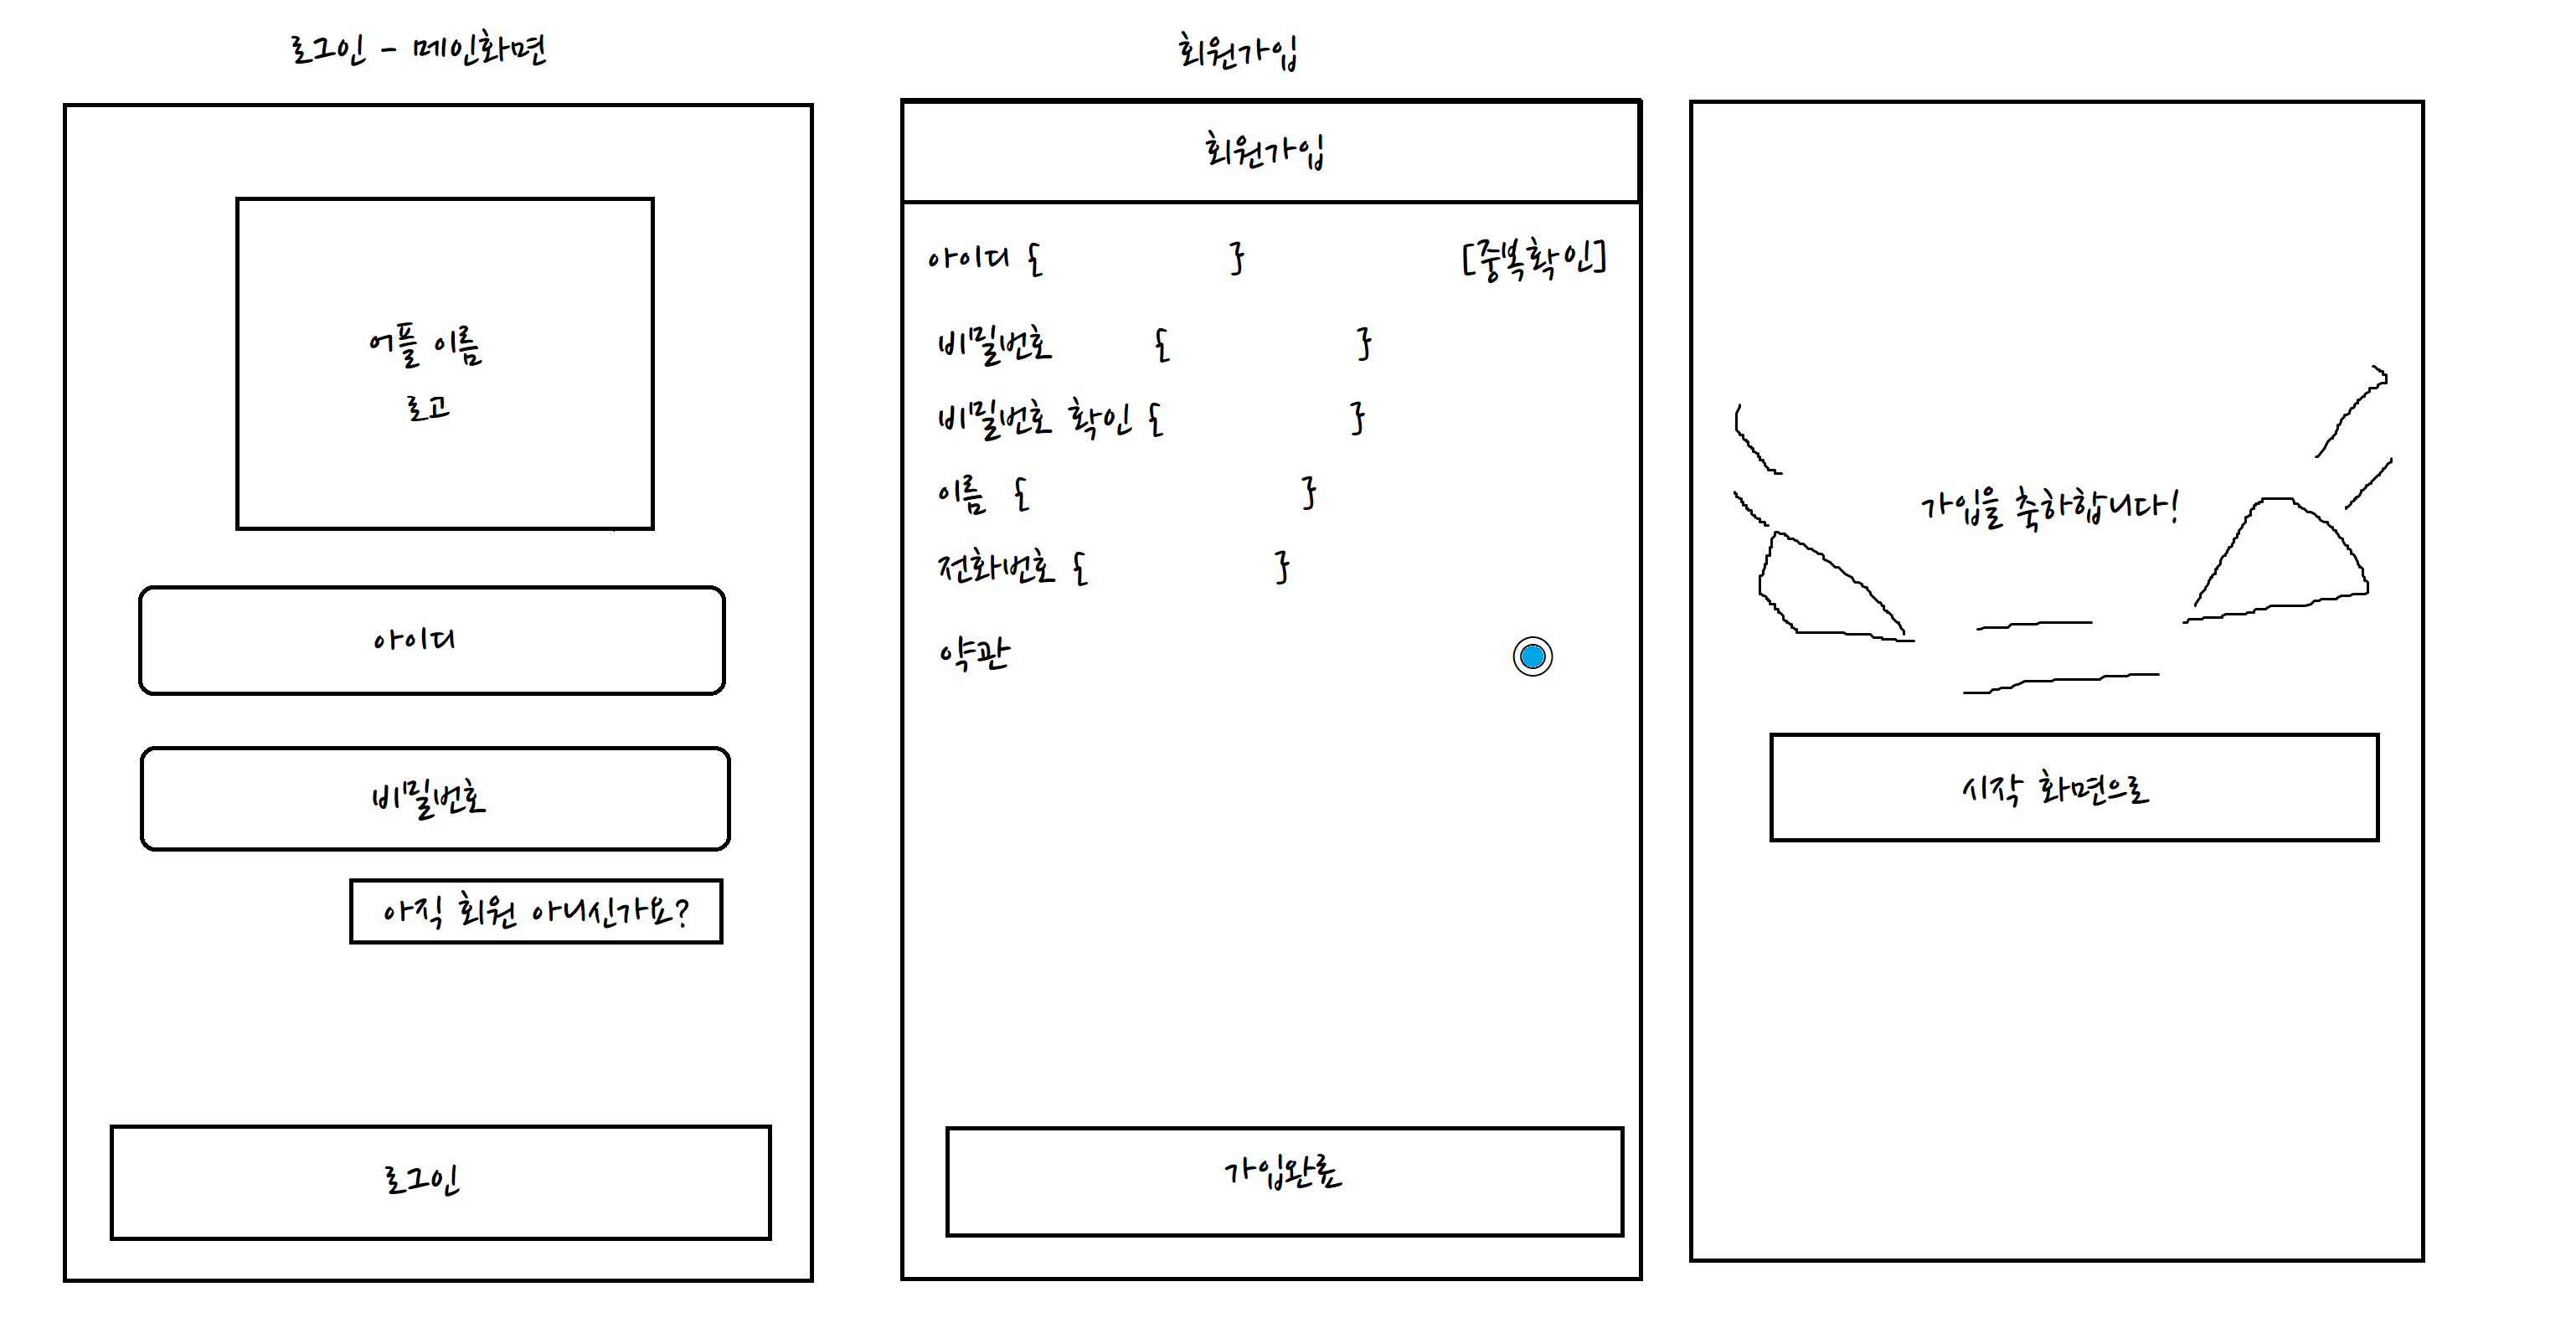 로그인 - 메인화면
어플 이름
로고
아이디
비밀번호
아직 회원 아니신가요?
로그인
회원가입
회원가입
아이디 { } [중복확인]
비밀번호 { }
비밀번호 확인 { }
이름 { }
전화번호 { }
약관
가입완료
가입을 축하합니다!
시작 화면으로